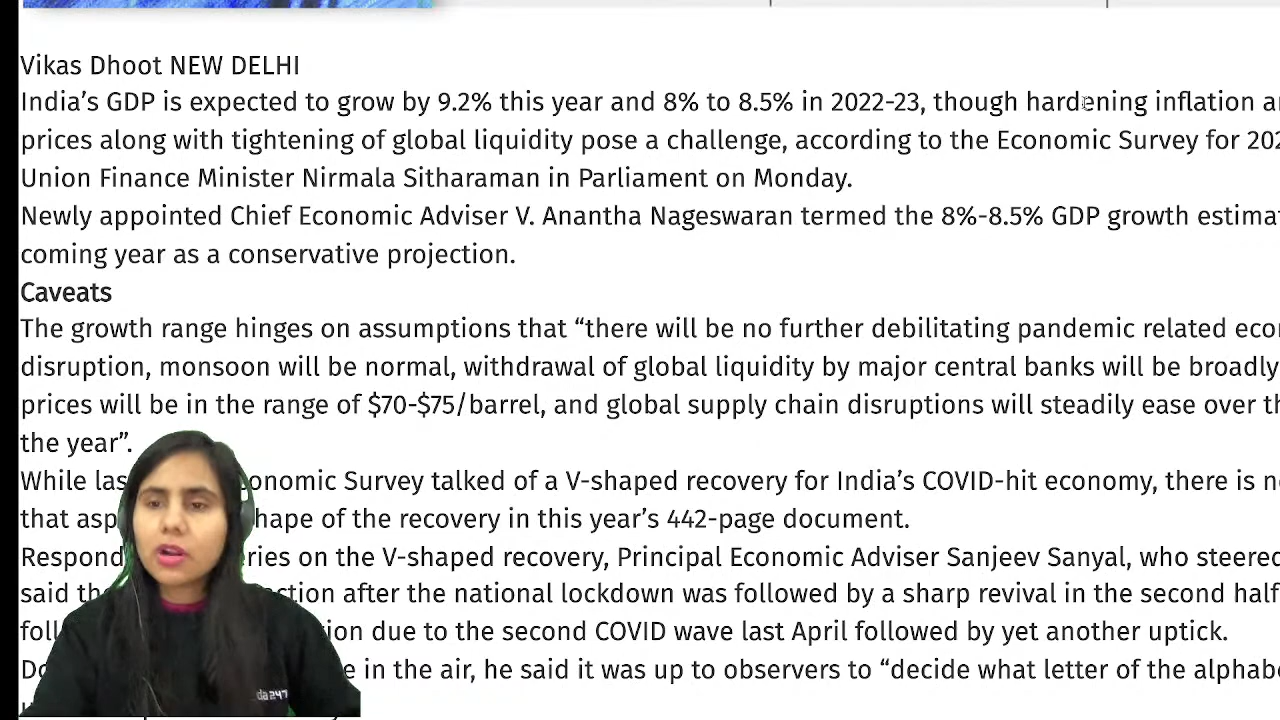 Vikas Dhoot NEW DELHI
India's GDP is expected to grow by 9.2% this year and 8% to 8.5% in 2022-23, though hardening inflation
prices along with tightening of global liquidity pose a challenge, according to the Economic Survey for
Union Finance Minister Nirmala Sitharaman in Parliament on Monday.
Newly appointed Chief Economic Adviser V. Anantha Nageswaran termed the 8%-8.5% GDP growth
coming year as a conservative projection.
Caveats
The growth range hinges on assumptions that “there will be no further debilitating pandemic related
disruption, monsoon will be normal, withdrawal of global liquidity by major central banks will be broadly
prices will be in the range of $70-$75/barrel, and global supply chain disruptions will steadily ease over
the year”.
While Survey talked of a V-shaped recovery for India's COVID-hit economy, there is
that of the recovery in this year's 442-page document.
on the V-shaped recovery, Principal Economic Adviser Sanjeev Sanyal, who steered
said after the national lockdown was followed by a sharp revival in the second half
due to the second COVID wave last April followed by yet another uptick.
in the air, he said it was up to observers to “decide what letter of the